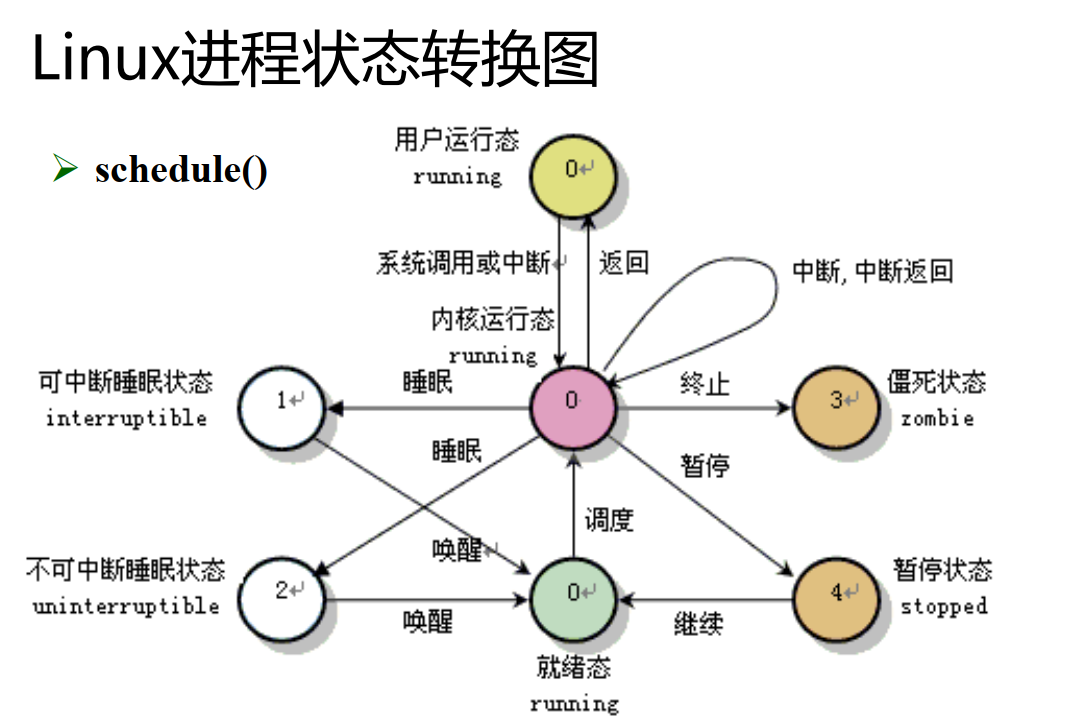 Linux进程状态转换图
➢ schedule()
用户运行态
running
0↵
系统调用或中断↵
返回
中断, 中断返回
内核运行态
running
可中断睡眠状态
interruptible
1↵
睡眠
0
终止
3↵
僵死状态
zombie
睡眠
暂停
唤醒↵
调度
不可中断睡眠状态
uninterruptible
2↵
唤醒
0↵
继续
4↵
暂停状态
stopped
就绪态
running